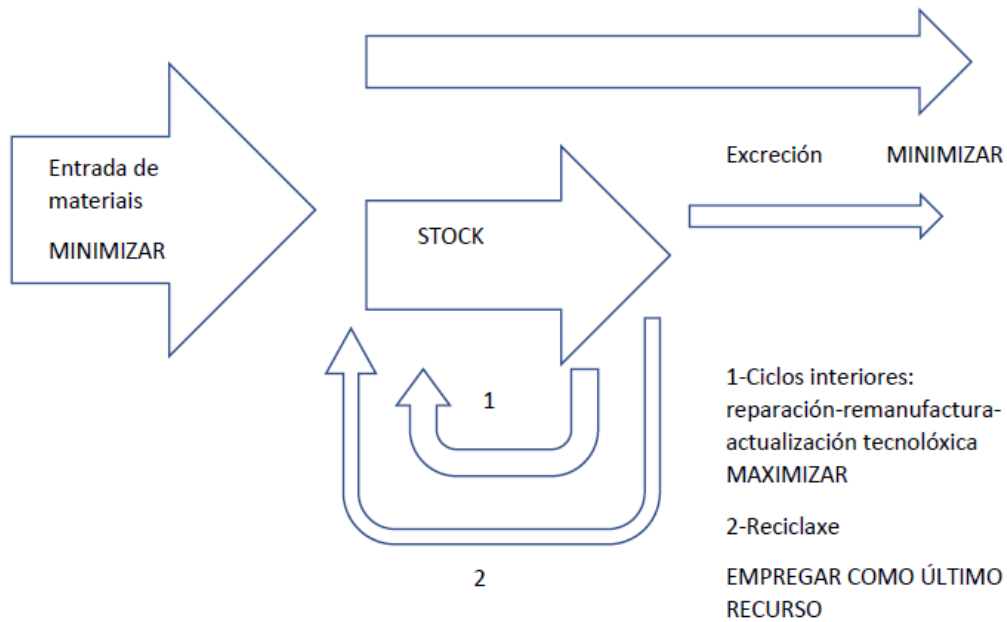 Entrada de
materiais
MINIMIZAR
STOCK
Excreción MINIMIZAR
1
2
1-Ciclos interiores:
reparación-remanufactura-
actualización tecnolóxica
MAXIMIZAR
2-Reciclaxe
EMPREGAR COMO ÚLTIMO
RECURSO